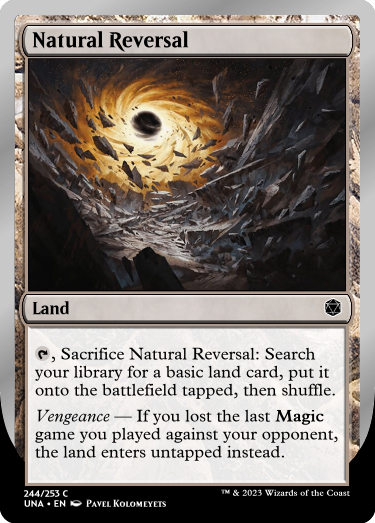 Natural Reversal
Land
, Sacrifice Natural Reversal: Search
your library for a basic land card, put it
onto the battlefield tapped, then shuffle.
Vengeance — If you lost the last Magic
game you played against your opponent,
the land enters untapped instead.
244/253 C
UNA • EN PAVEL KOLOMEYETS
™ & 2023 Wizards of the Coast